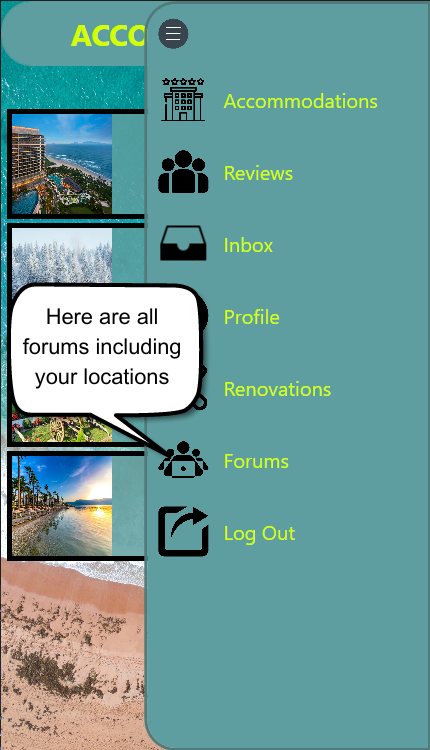 ACCO
Accommodations
Reviews
Inbox
Here are all
forums including
your locations
Profile
Renovations
Forums
Log Out